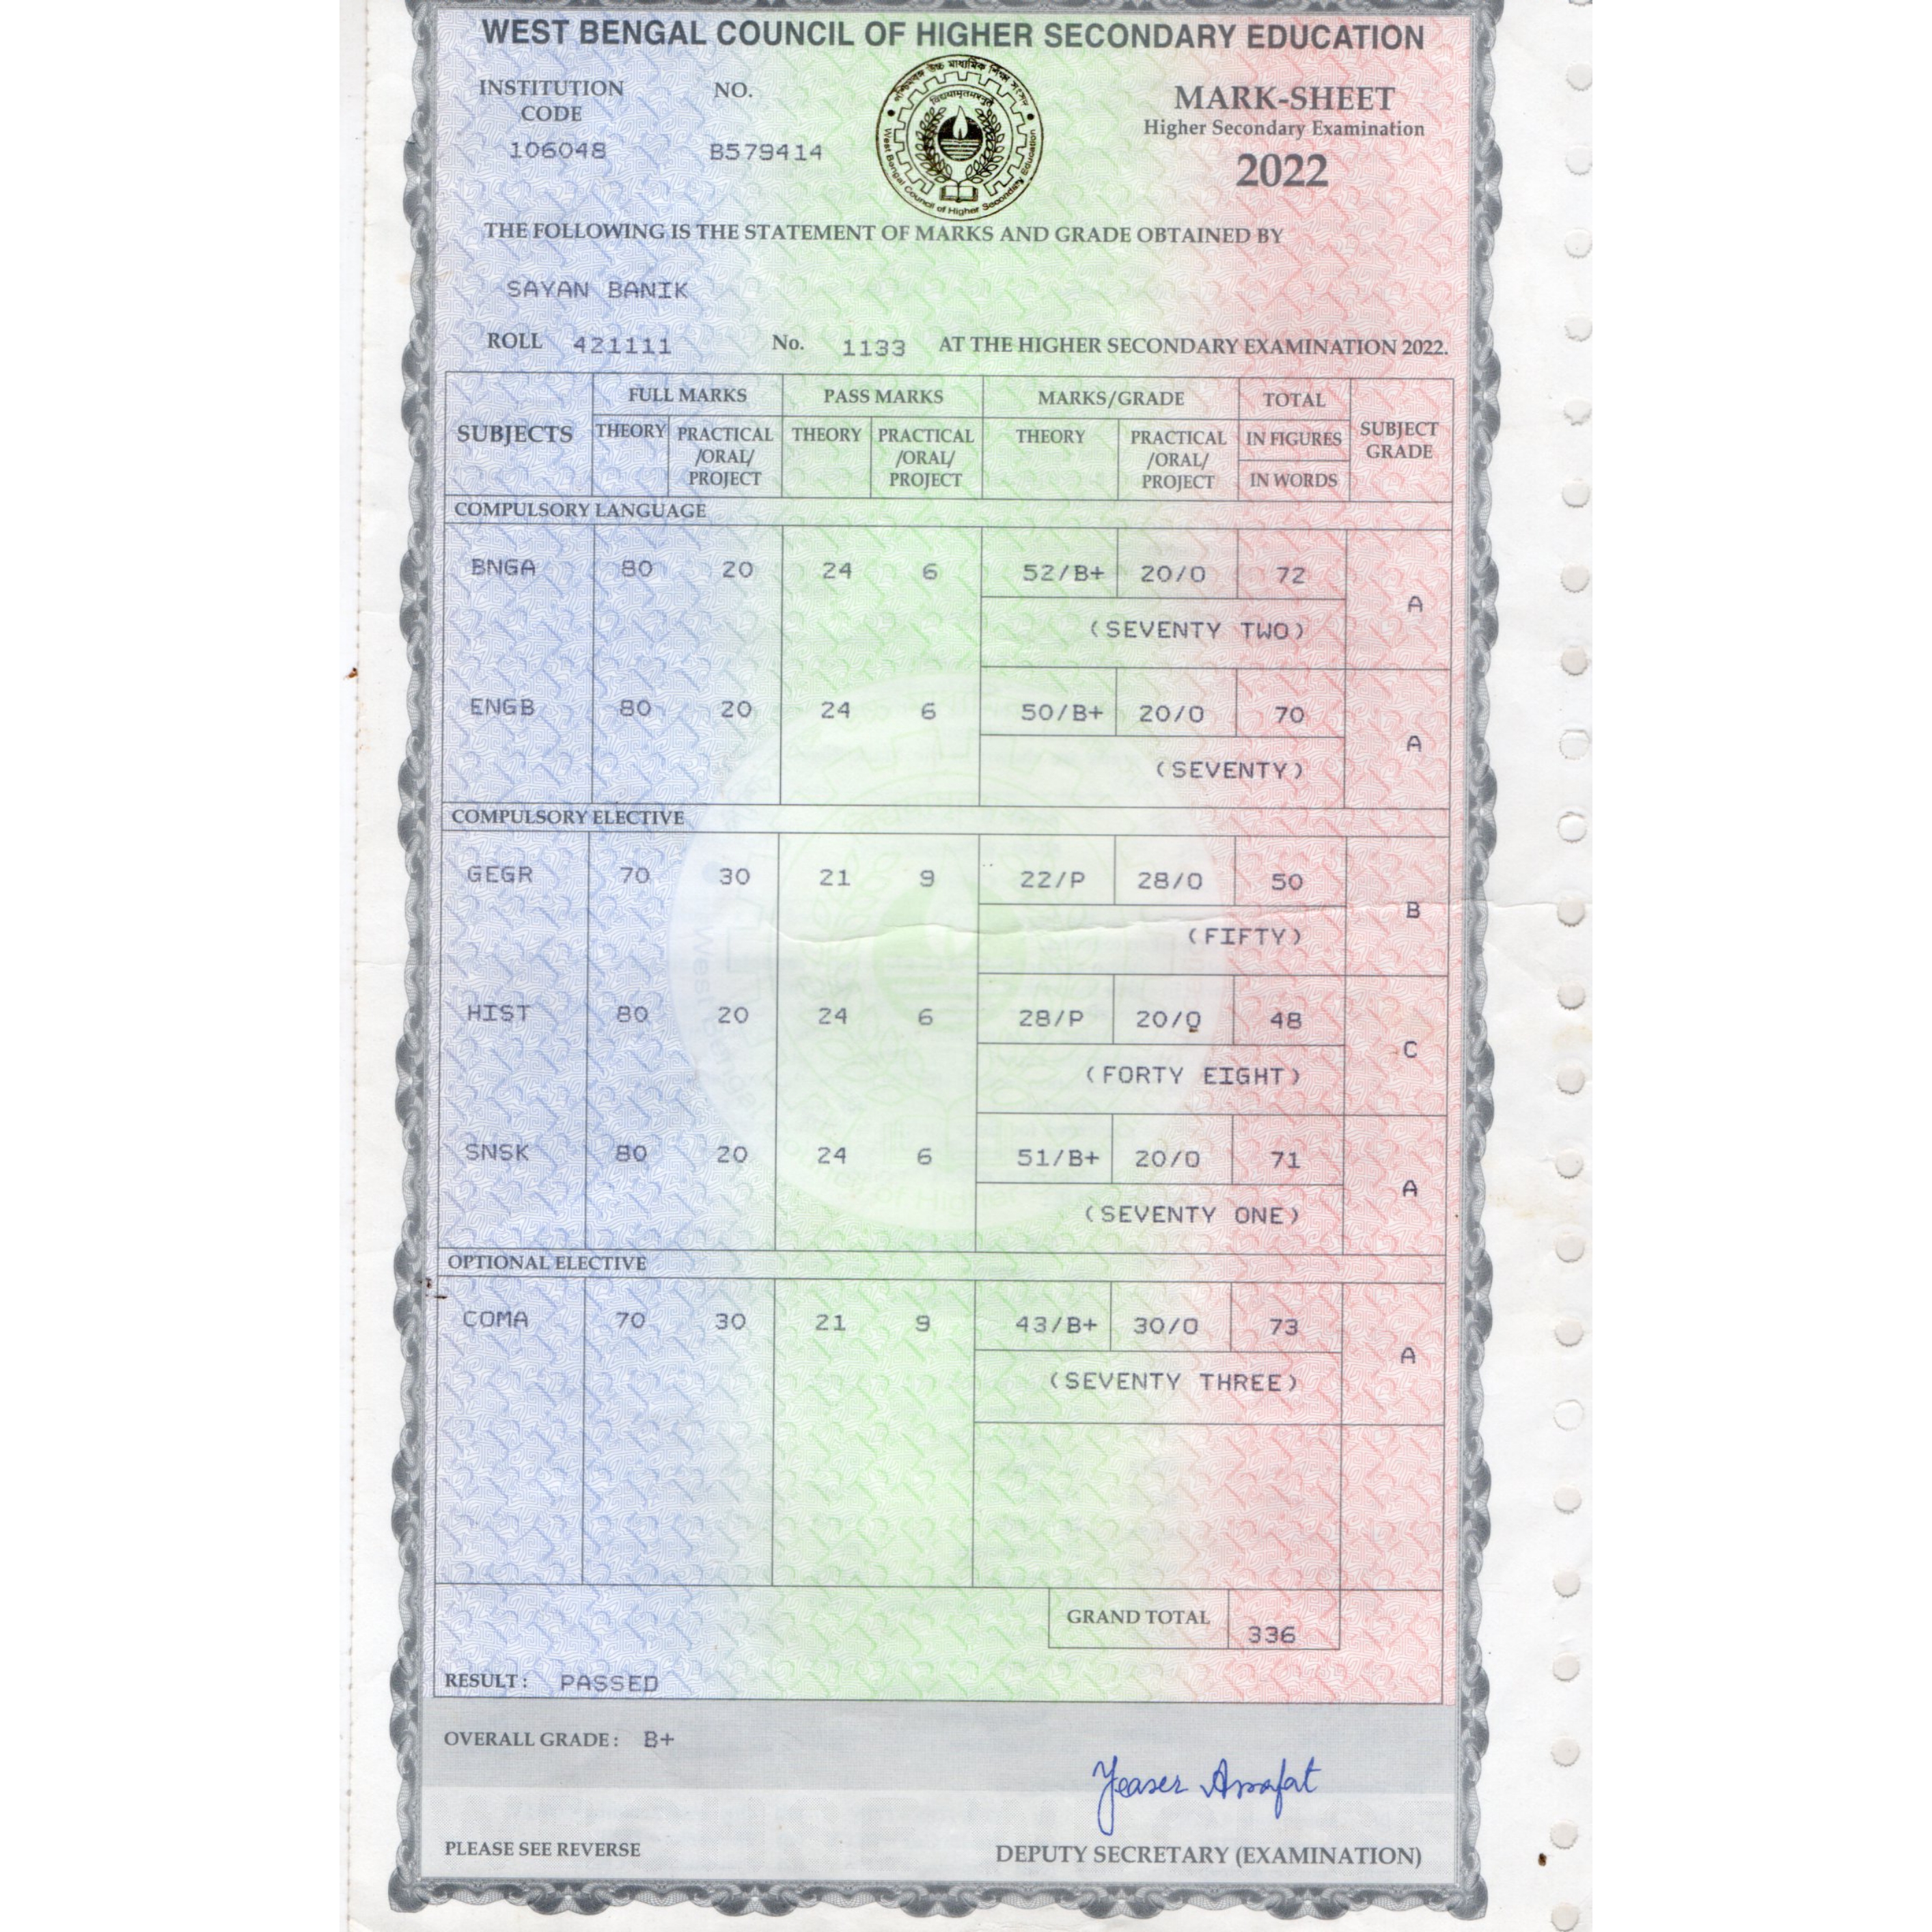 WEST BENGAL COUNCIL OF HIGHER SECONDARY EDUCATION
INSTITUTION CODE
106048
NO.
B579414
পশ্চিমবঙ্গ উচ্চ মাধ্যমিক শিক্ষা সংসদ
विद्ययामृतमश्नुते
West Bengal Council of Higher Secondary Education
MARK-SHEET
Higher Secondary Examination
2022
THE FOLLOWING IS THE STATEMENT OF MARKS AND GRADE OBTAINED BY
SAYAN BANIK
ROLL 421111 No. 1133 AT THE HIGHER SECONDARY EXAMINATION 2022.
SUBJECTS FULL MARKS PASS MARKS MARKS/GRADE TOTAL SUBJECT GRADE
THEORY PRACTICAL /ORAL/ PROJECT THEORY PRACTICAL /ORAL/ PROJECT THEORY PRACTICAL /ORAL/ PROJECT IN FIGURES
IN WORDS
COMPULSORY LANGUAGE
BNGA 80 20 24 6 52/B+ 20/O 72 A
(SEVENTY TWO)
ENGB 80 20 24 6 50/B+ 20/O 70 A
(SEVENTY)
COMPULSORY ELECTIVE
GEGR 70 30 21 9 22/P 28/O 50 B
(FIFTY)
HIST 80 20 24 6 28/P 20/O 48 C
(FORTY EIGHT)
SNSK 80 20 24 6 51/B+ 20/O 71 A
(SEVENTY ONE)
OPTIONAL ELECTIVE
COMA 70 30 21 9 43/B+ 30/O 73 A
(SEVENTY THREE)
GRAND TOTAL 336
RESULT : PASSED
OVERALL GRADE : B+
Yeaser Arrafat
PLEASE SEE REVERSE
DEPUTY SECRETARY (EXAMINATION)